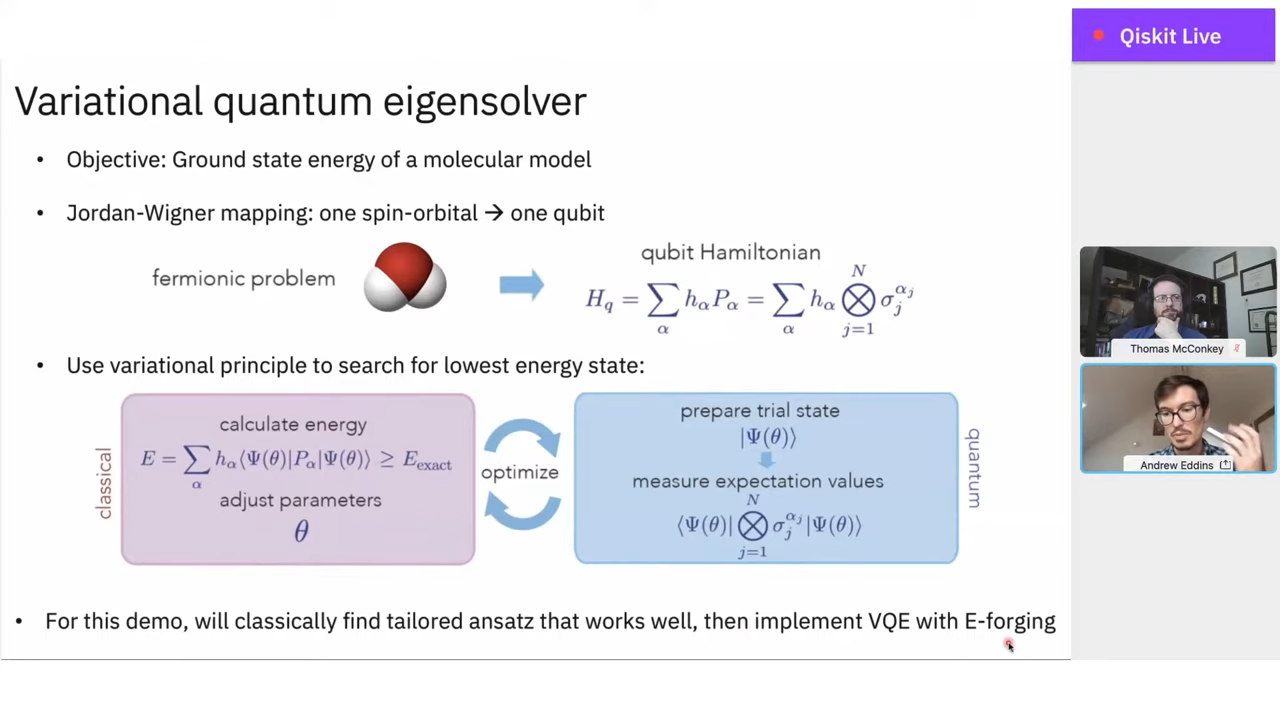 Qiskit Live
Variational quantum eigensolver
• Objective: Ground state energy of a molecular model
• Jordan-Wigner mapping: one spin-orbital → one qubit
fermionic problem
qubit Hamiltonian
H_q = ∑_α h_α P_α = ∑_α h_α ⨂_{j=1}^{N} σ_j^{α_j}
• Use variational principle to search for lowest energy state:
classical
calculate energy
E = ∑_α h_α ⟨Ψ(θ)|P_α|Ψ(θ)⟩ ≥ E_exact
adjust parameters
θ
optimize
prepare trial state
|Ψ(θ)⟩
measure expectation values
⟨Ψ(θ)| ⨂_{j=1}^{N} σ_j^{α_j} |Ψ(θ)⟩
quantum
• For this demo, will classically find tailored ansatz that works well, then implement VQE with E-forging
Thomas McConkey
Andrew Eddins